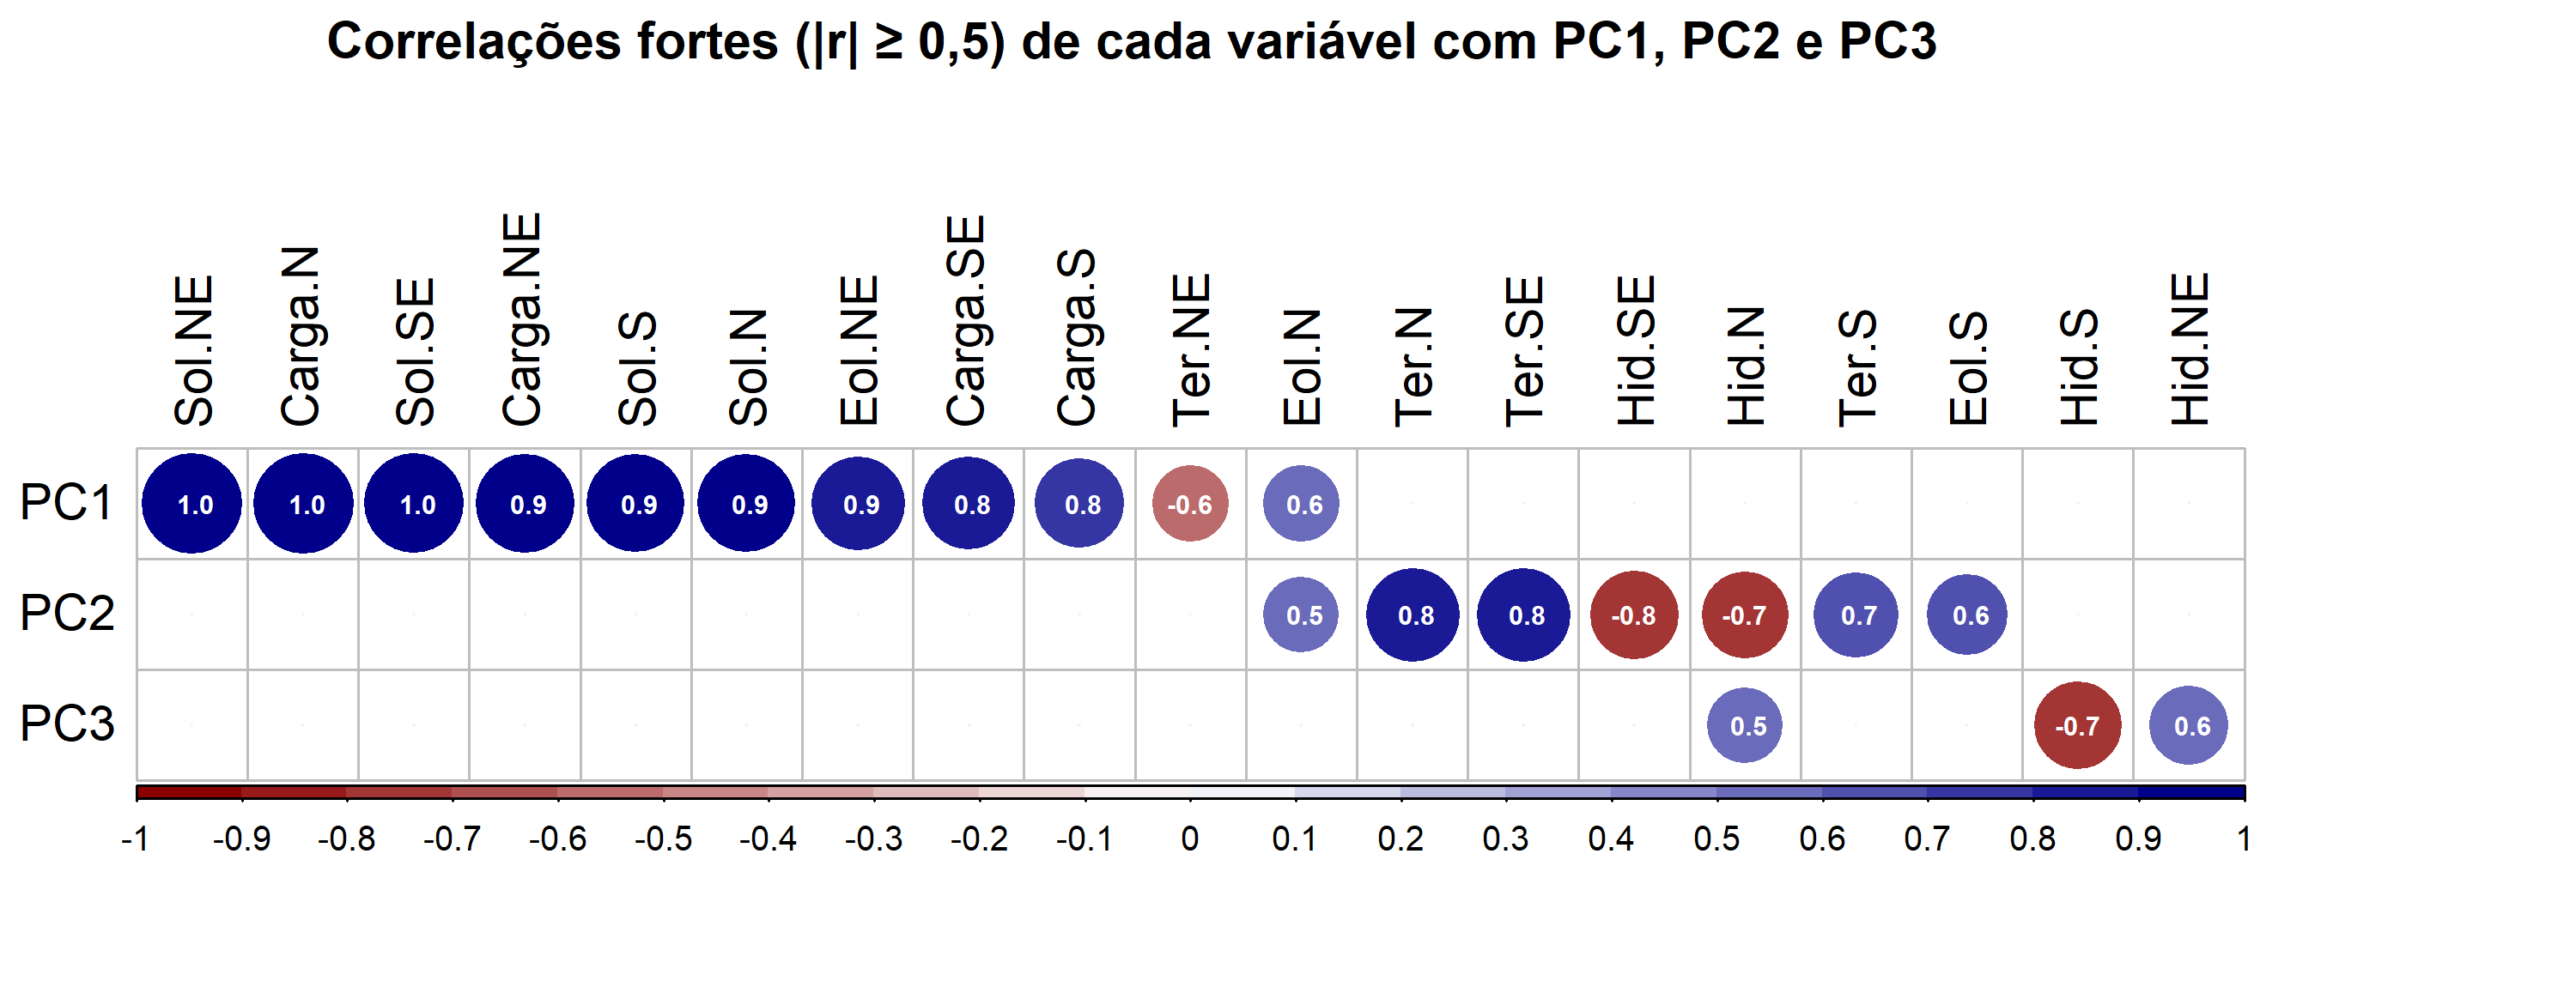 Correlações fortes (|r| ≥ 0,5) de cada variável com PC1, PC2 e PC3
Sol.NE Carga.N Sol.SE Carga.NE Sol.S Sol.N Eol.NE Carga.SE Carga.S Ter.NE Eol.N Ter.N Ter.SE Hid.SE Hid.N Ter.S Eol.S Hid.S Hid.NE
PC1 1.0 1.0 1.0 0.9 0.9 0.9 0.9 0.8 0.8 -0.6 0.6
PC2 0.5 0.8 0.8 -0.8 -0.7 0.7 0.6
PC3 0.5 -0.7 0.6
-1 -0.9 -0.8 -0.7 -0.6 -0.5 -0.4 -0.3 -0.2 -0.1 0 0.1 0.2 0.3 0.4 0.5 0.6 0.7 0.8 0.9 1